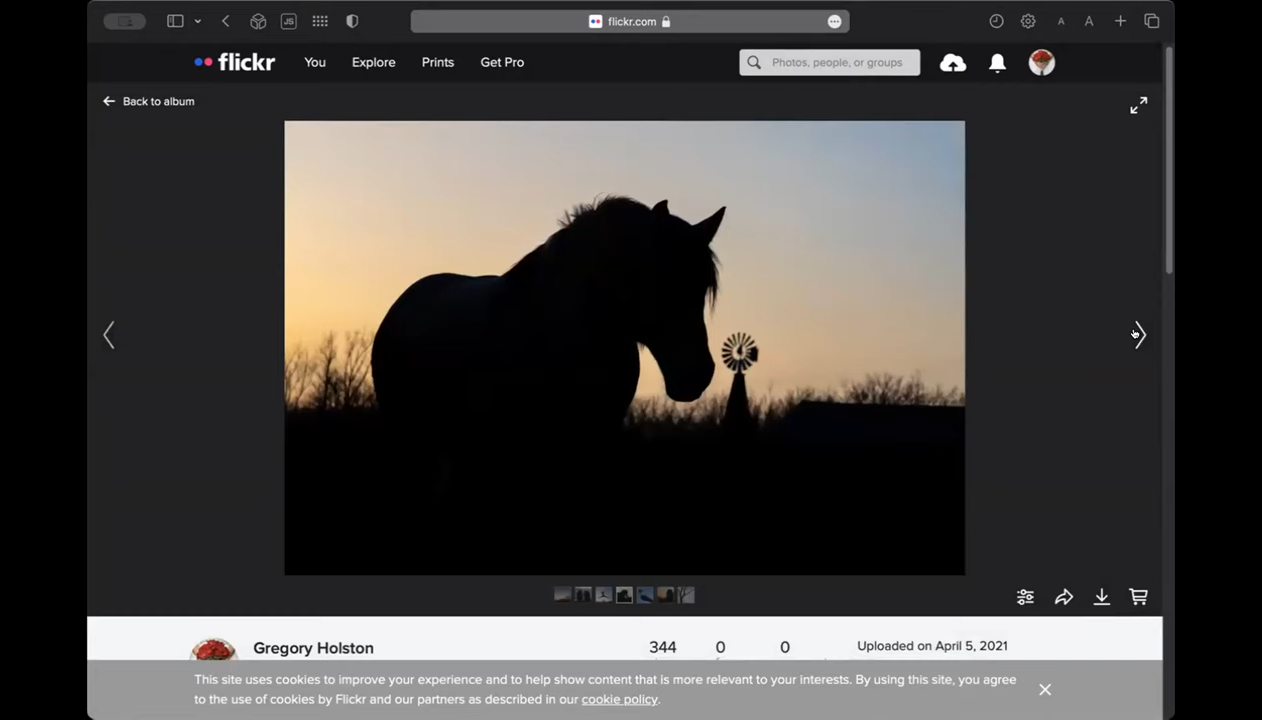 flickr.com
JS
A
A
flickr
You
Explore
Prints
Get Pro
Photos, people, or groups
Back to album
Gregory Holston
344
0
0
Uploaded on April 5, 2021
This site uses cookies to improve your experience and to help show content that is more relevant to your interests. By using this site, you agree
to the use of cookies by Flickr and our partners as described in our cookie policy.